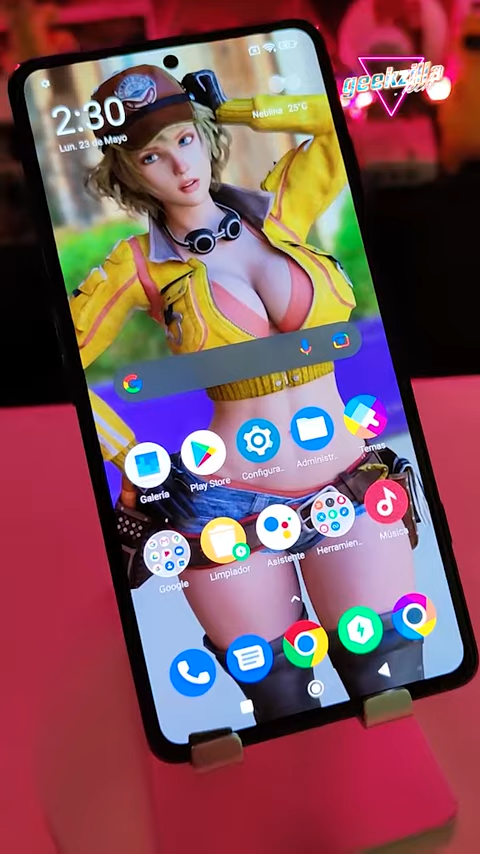 geekzilla
2:30
Lun. 23 de Mayo
Neblina 25°C
Galería
Play Store
Configura..
Administr..
Temas
Google
Limpiador
Asistente
Herramien..
Música